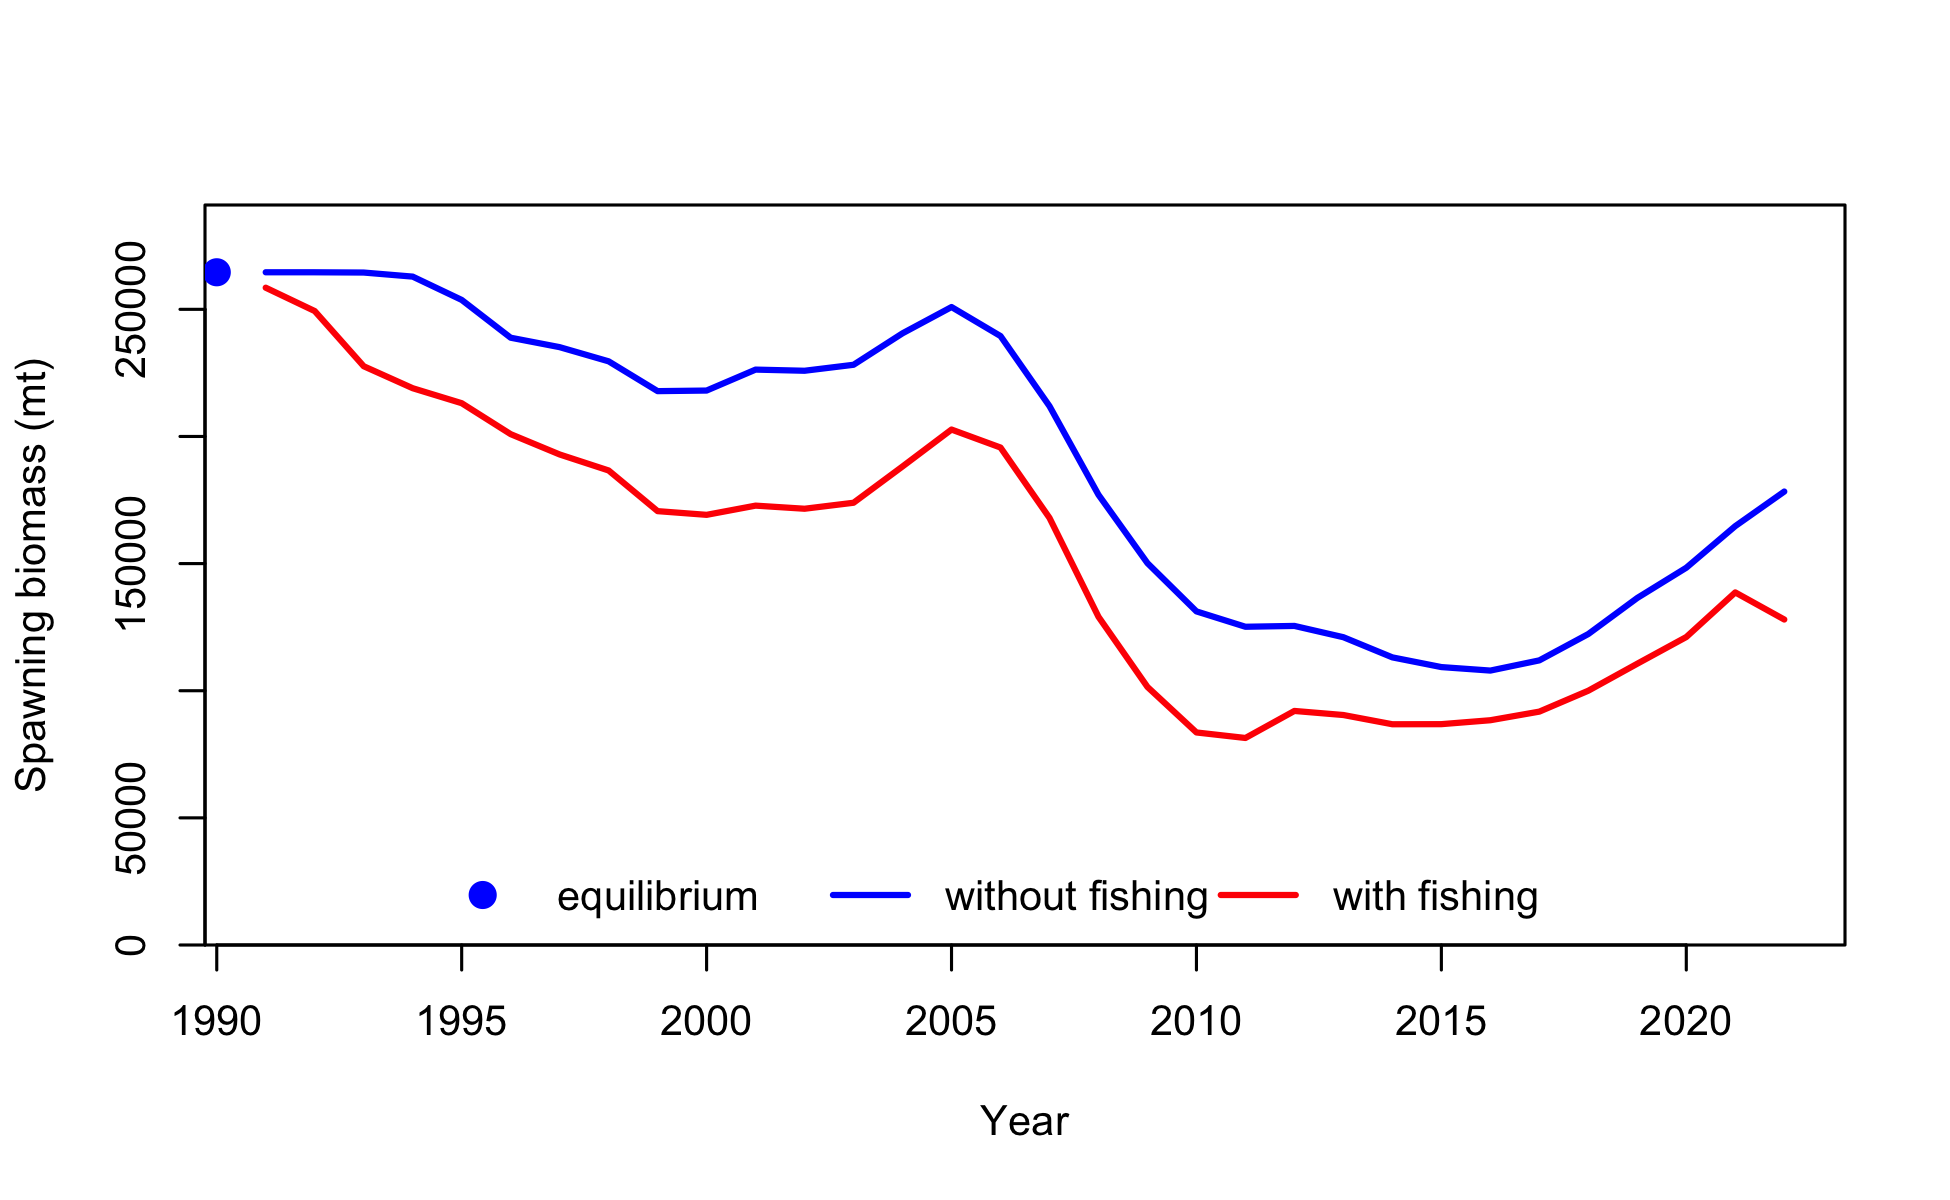 Spawning biomass (mt)
250000
150000
50000
0
equilibrium without fishing with fishing
1990 1995 2000 2005 2010 2015 2020
Year